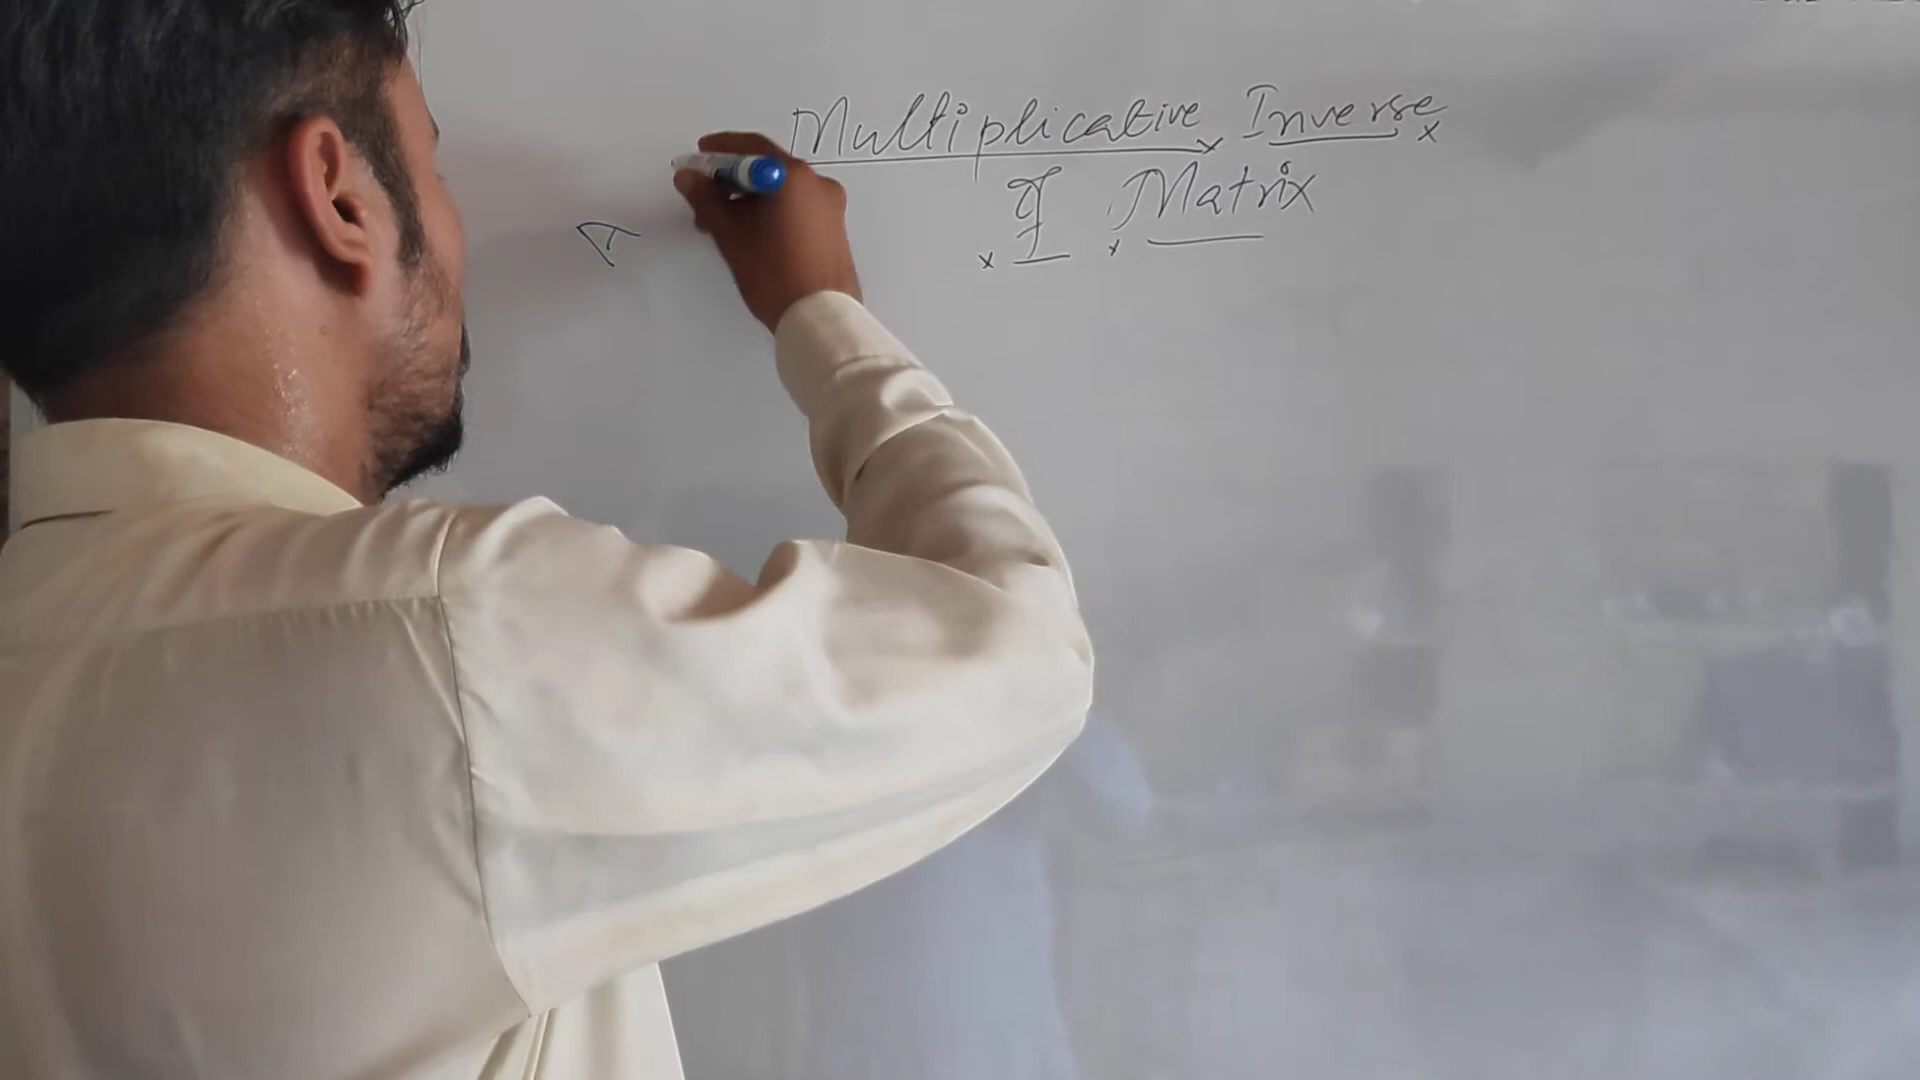 Multiplicative Inverse
of Matrix
A